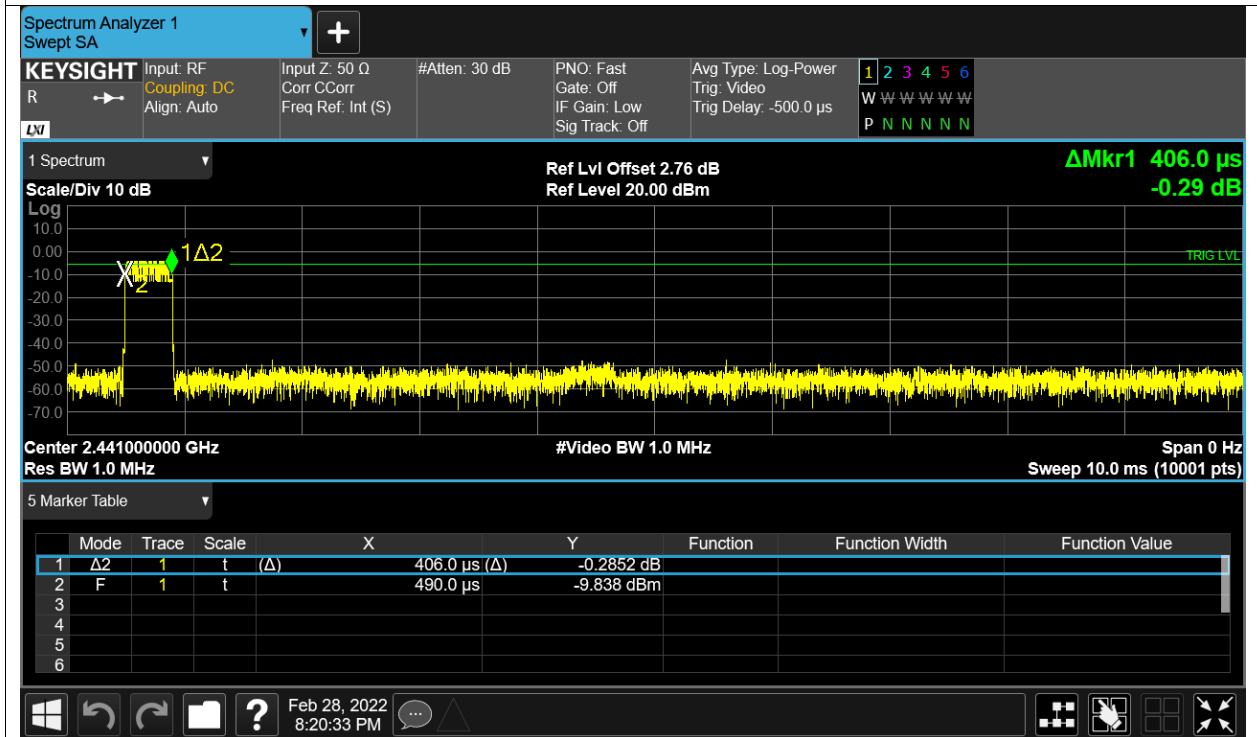 Spectrum Analyzer 1
Swept SA
KEYSIGHT
R
LXI
Input: RF
Coupling: DC
Align: Auto
Input Z: 50 Ω
Corr CCorr
Freq Ref: Int (S)
#Atten: 30 dB
PNO: Fast
Gate: Off
IF Gain: Low
Sig Track: Off
Avg Type: Log-Power
Trig: Video
Trig Delay: -500.0 µs
1 2 3 4 5 6
W W W W W W
P N N N N N
1 Spectrum
Scale/Div 10 dB
Ref Lvl Offset 2.76 dB
Ref Level 20.00 dBm
ΔMkr1 406.0 µs
-0.29 dB
Log
10.0
0.00
-10.0
-20.0
-30.0
-40.0
-50.0
-60.0
-70.0
1Δ2
X
2
TRIG LVL
Center 2.441000000 GHz
Res BW 1.0 MHz
#Video BW 1.0 MHz
Span 0 Hz
Sweep 10.0 ms (10001 pts)
5 Marker Table
Mode Trace Scale X Y Function Function Width Function Value
1 Δ2 1 t (Δ) 406.0 µs (Δ) -0.2852 dB
2 F 1 t 490.0 µs -9.838 dBm
3
4
5
6
?
Feb 28, 2022
8:20:33 PM